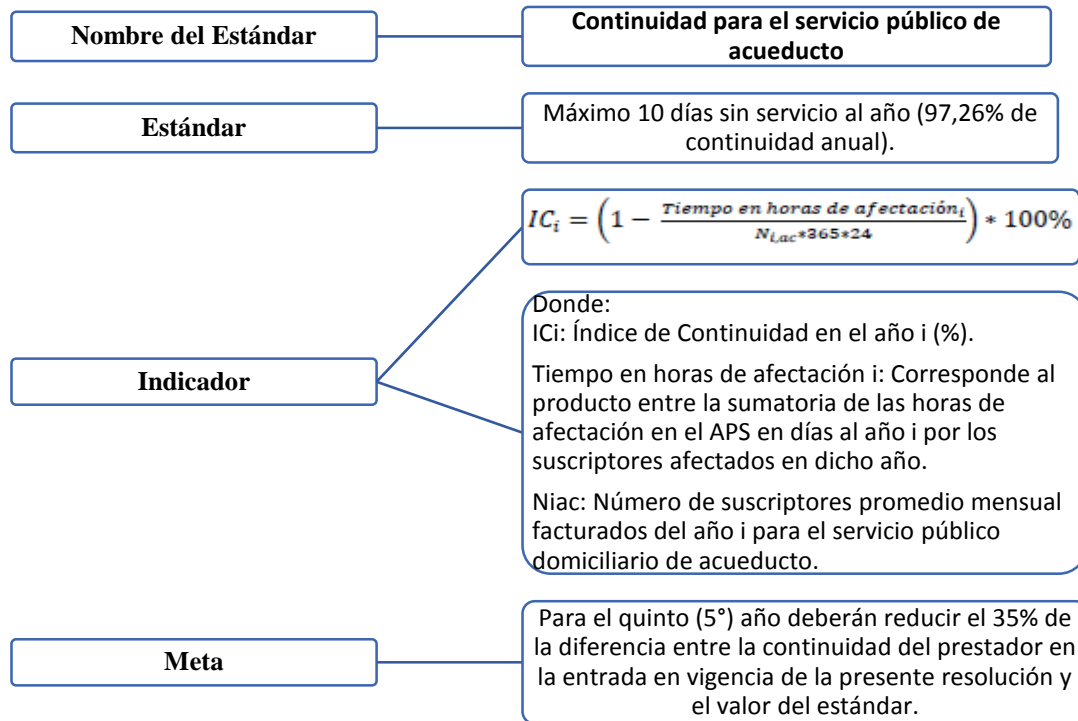 Nombre del Estándar
Continuidad para el servicio público de
acueducto
Estándar
Máximo 10 días sin servicio al año (97,26% de
continuidad anual).
Indicador
IC_i = (1 − Tiempo en horas de afectación_i / N_{i,ac}*365*24) * 100%
Donde:
ICi: Índice de Continuidad en el año i (%).
Tiempo en horas de afectación i: Corresponde al
producto entre la sumatoria de las horas de
afectación en el APS en días al año i por los
suscriptores afectados en dicho año.
Niac: Número de suscriptores promedio mensual
facturados del año i para el servicio público
domiciliario de acueducto.
Meta
Para el quinto (5°) año deberán reducir el 35% de
la diferencia entre la continuidad del prestador en
la entrada en vigencia de la presente resolución y
el valor del estándar.